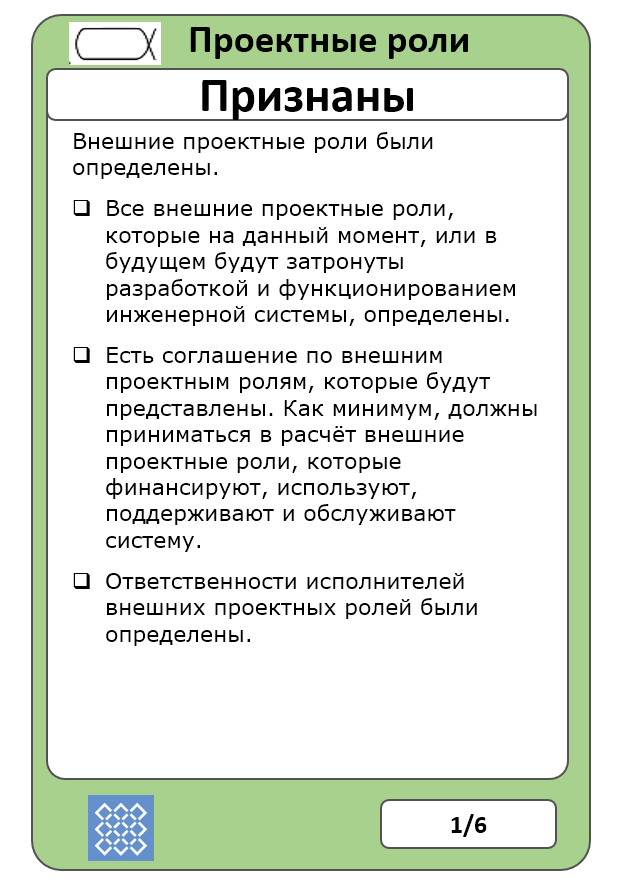 Проектные роли
Признаны
Внешние проектные роли были
определены.
❑ Все внешние проектные роли,
которые на данный момент, или в
будущем будут затронуты
разработкой и функционированием
инженерной системы, определены.
❑ Есть соглашение по внешним
проектным ролям, которые будут
представлены. Как минимум, должны
приниматься в расчёт внешние
проектные роли, которые
финансируют, используют,
поддерживают и обслуживают
систему.
❑ Ответственности исполнителей
внешних проектных ролей были
определены.
1/6